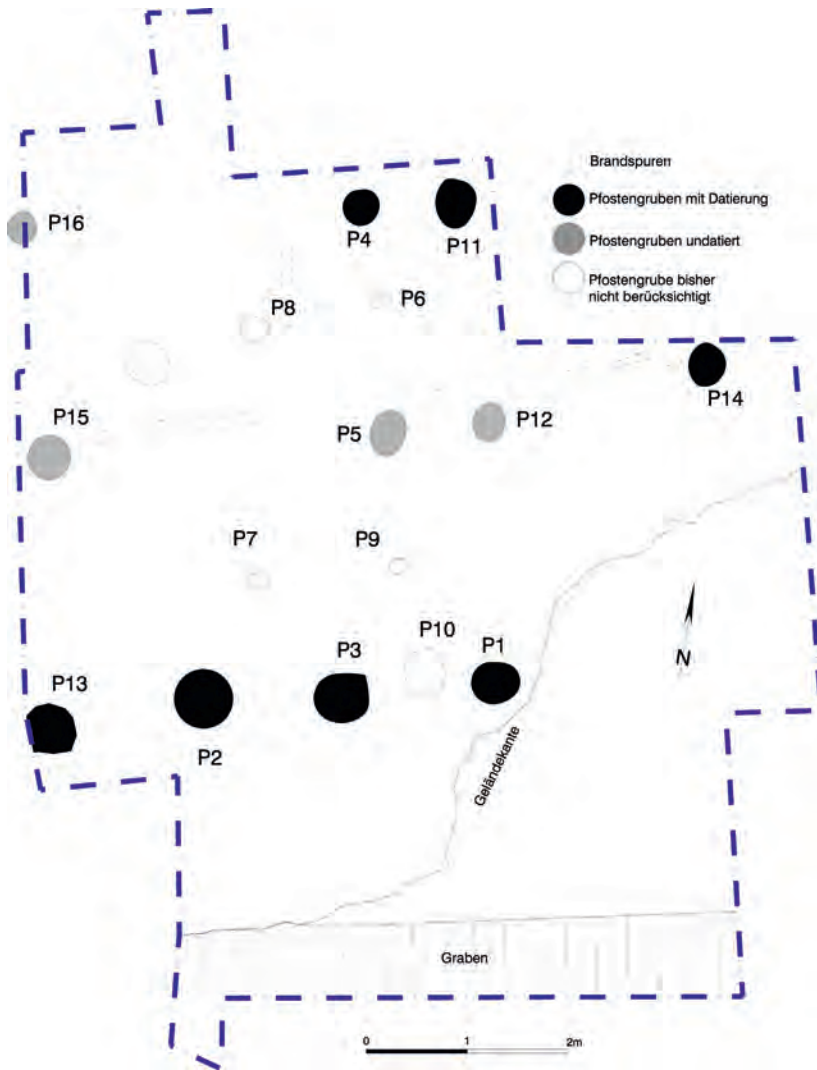 Brandspuren
Pfostengruben mit Datierung
Pfostengruben undatiert
Pfostengrube bisher
nicht berücksichtigt
P16
P4
P11
P8
P6
P14
P15
P5
P12
P7
P9
P10
P3
P1
P13
P2
N
Geländekante
Graben
0 1 2m